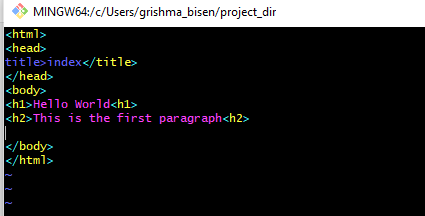 MINGW64:/c/Users/grishma_bisen/project_dir
<html>
<head>
title>index</title>
</head>
<body>
<h1>Hello World<h1>
<h2>This is the first paragraph<h2>
</body>
</html>
~
~
~